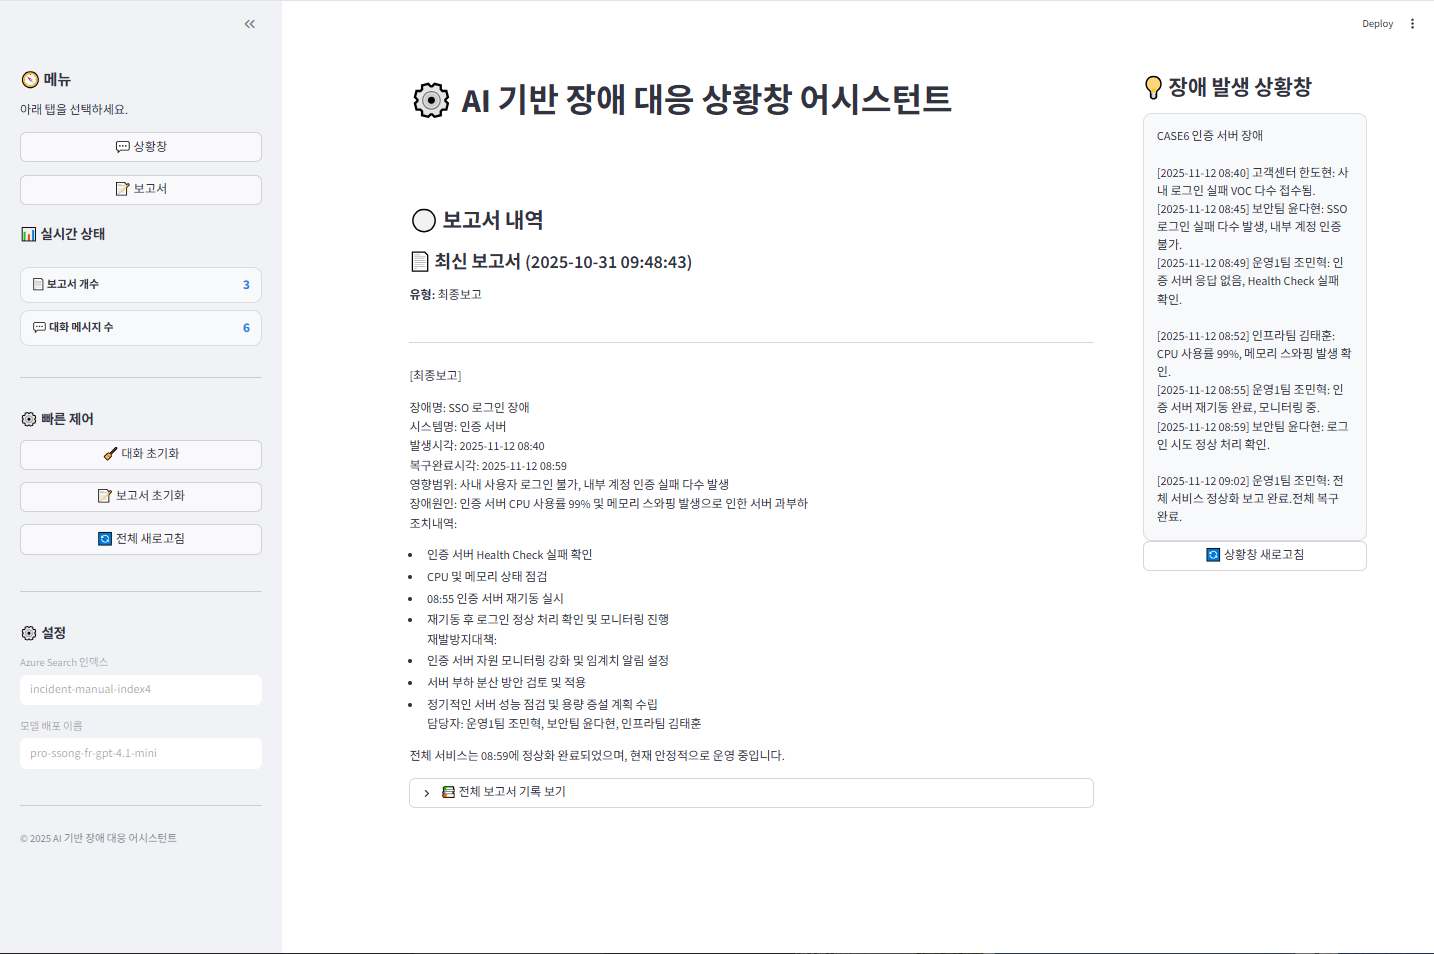 메뉴
아래 탭을 선택하세요.
상황창
보고서
실시간 상태
보고서 개수 3
대화 메시지 수 6
빠른 제어
대화 초기화
보고서 초기화
전체 새로고침
설정
Azure Search 인덱스
incident-manual-index4
모델 배포 이름
pro-ssong-fr-gpt-4.1-mini
© 2025 AI 기반 장애 대응 어시스턴트
Deploy
AI 기반 장애 대응 상황창 어시스턴트
보고서 내역
최신 보고서 (2025-10-31 09:48:43)
유형: 최종보고
[최종보고]
장애명: SSO 로그인 장애
시스템명: 인증 서버
발생시각: 2025-11-12 08:40
복구완료시각: 2025-11-12 08:59
영향범위: 사내 사용자 로그인 불가, 내부 계정 인증 실패 다수 발생
장애원인: 인증 서버 CPU 사용률 99% 및 메모리 스와핑 발생으로 인한 서버 과부하
조치내역:
• 인증 서버 Health Check 실패 확인
• CPU 및 메모리 상태 점검
• 08:55 인증 서버 재기동 실시
• 재기동 후 로그인 정상 처리 확인 및 모니터링 진행
재발방지대책:
• 인증 서버 자원 모니터링 강화 및 임계치 알림 설정
• 서버 부하 분산 방안 검토 및 적용
• 정기적인 서버 성능 점검 및 용량 증설 계획 수립
담당자: 운영1팀 조민혁, 보안팀 윤다현, 인프라팀 김태훈
전체 서비스는 08:59에 정상화 완료되었으며, 현재 안정적으로 운영 중입니다.
전체 보고서 기록 보기
장애 발생 상황창
CASE6 인증 서버 장애
[2025-11-12 08:40] 고객센터 한도현: 사
내 로그인 실패 VOC 다수 접수됨.
[2025-11-12 08:45] 보안팀 윤다현: SSO
로그인 실패 다수 발생, 내부 계정 인증
불가.
[2025-11-12 08:49] 운영1팀 조민혁: 인
증 서버 응답 없음, Health Check 실패
확인.
[2025-11-12 08:52] 인프라팀 김태훈:
CPU 사용률 99%, 메모리 스와핑 발생 확
인.
[2025-11-12 08:55] 운영1팀 조민혁: 인
증 서버 재기동 완료, 모니터링 중.
[2025-11-12 08:59] 보안팀 윤다현: 로그
인 시도 정상 처리 확인.
[2025-11-12 09:02] 운영1팀 조민혁: 전
체 서비스 정상화 보고 완료.전체 복구
완료.
상황창 새로고침